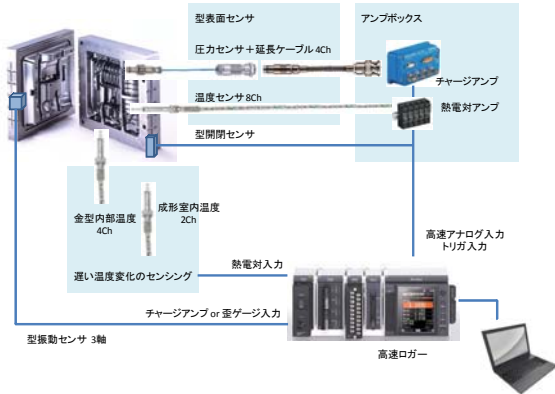 型表面センサ
アンプボックス
圧力センサ＋延長ケーブル 4Ch
チャージアンプ
温度センサ 8Ch
熱電対アンプ
型開閉センサ
金型内部温度
4Ch
成形室内温度
2Ch
高速アナログ入力
トリガ入力
遅い温度変化のセンシング
熱電対入力
チャージアンプ or 歪ゲージ入力
型振動センサ 3軸
高速ロガー